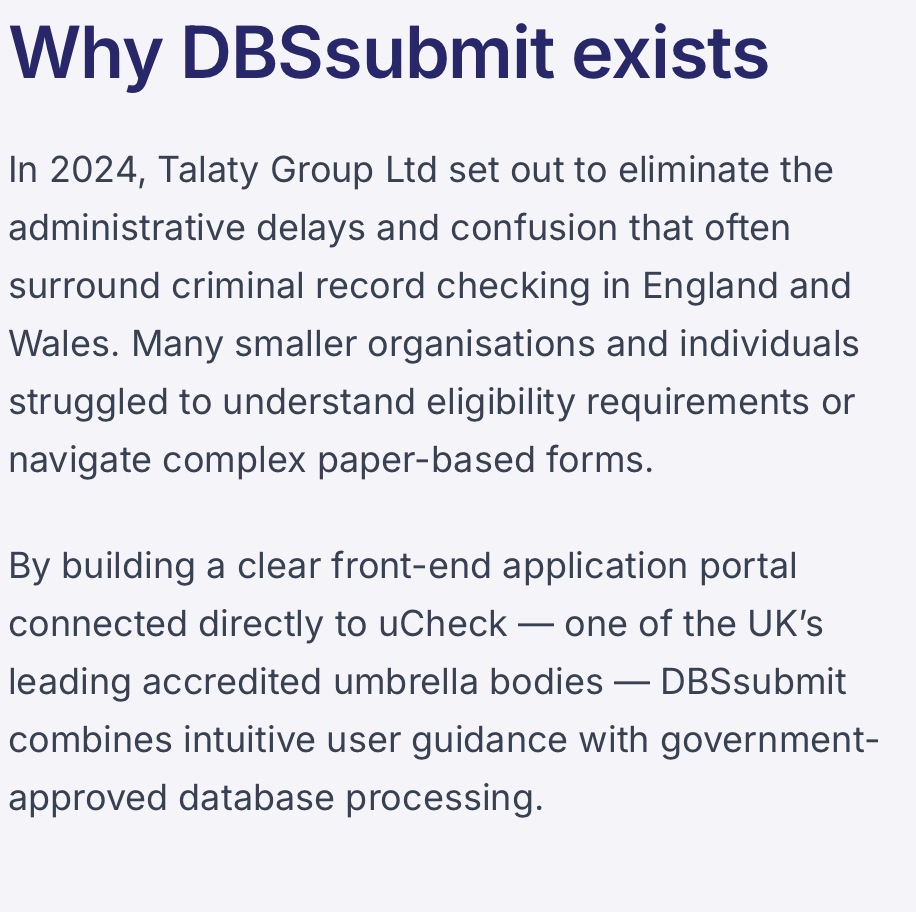 Why DBSsubmit exists
In 2024, Talaty Group Ltd set out to eliminate the
administrative delays and confusion that often
surround criminal record checking in England and
Wales. Many smaller organisations and individuals
struggled to understand eligibility requirements or
navigate complex paper-based forms.
By building a clear front-end application portal
connected directly to uCheck — one of the UK’s
leading accredited umbrella bodies — DBSsubmit
combines intuitive user guidance with government-
approved database processing.